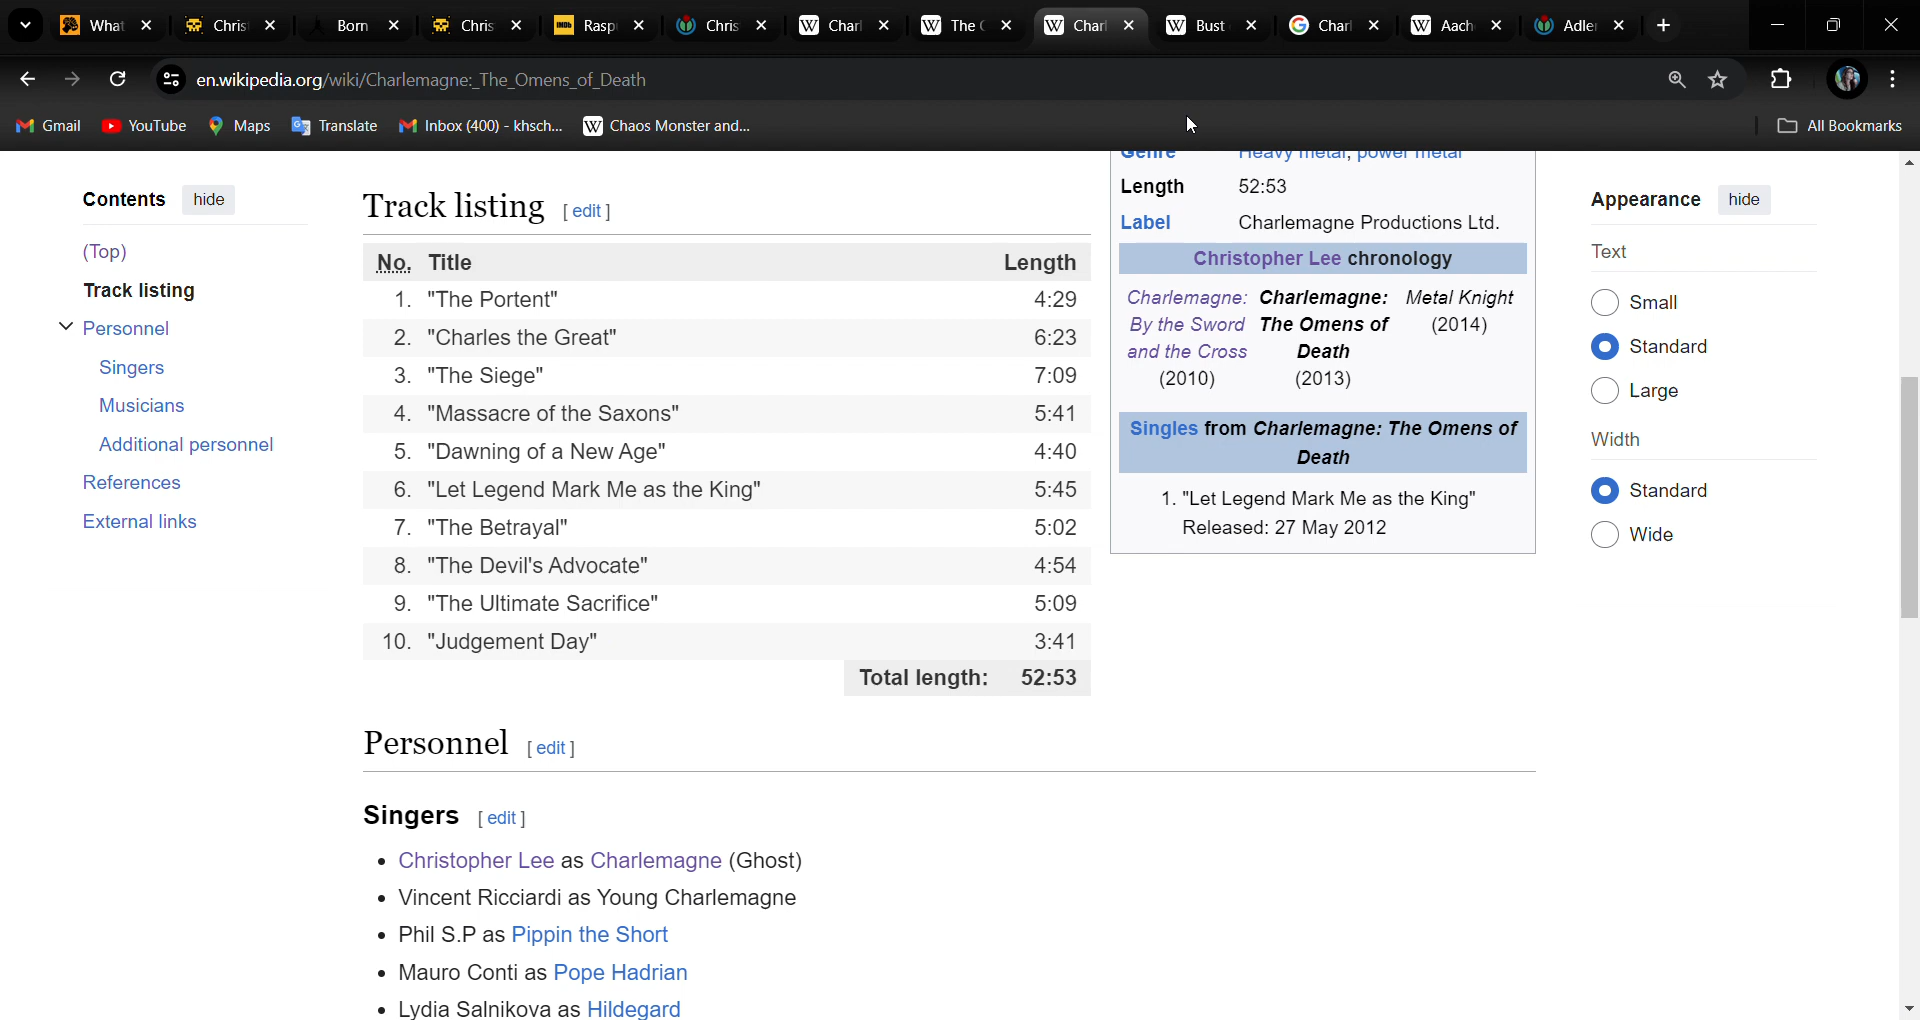 What
Chris
Born
Chris
Rasp
Chris
Charl
The
Charl
Bust
Charl
Aach
Adle
en.wikipedia.org/wiki/Charlemagne:_The_Omens_of_Death
Gmail YouTube Maps Translate Inbox (400) - khsch... Chaos Monster and... All Bookmarks
Contents hide
(Top)
Track listing
Personnel
Singers
Musicians
Additional personnel
References
External links
Track listing [ edit ]
No. Title Length
1. "The Portent" 4:29
2. "Charles the Great" 6:23
3. "The Siege" 7:09
4. "Massacre of the Saxons" 5:41
5. "Dawning of a New Age" 4:40
6. "Let Legend Mark Me as the King" 5:45
7. "The Betrayal" 5:02
8. "The Devil's Advocate" 4:54
9. "The Ultimate Sacrifice" 5:09
10. "Judgement Day" 3:41
Total length: 52:53
Personnel [ edit ]
Singers [ edit ]
• Christopher Lee as Charlemagne (Ghost)
• Vincent Ricciardi as Young Charlemagne
• Phil S.P as Pippin the Short
• Mauro Conti as Pope Hadrian
• Lydia Salnikova as Hildegard
Genre Heavy metal, power metal
Length 52:53
Label Charlemagne Productions Ltd.
Christopher Lee chronology
Charlemagne: By the Sword and the Cross (2010)
Charlemagne: The Omens of Death (2013)
Metal Knight (2014)
Singles from Charlemagne: The Omens of
Death
1. "Let Legend Mark Me as the King"
Released: 27 May 2012
Appearance hide
Text
Small
Standard
Large
Width
Standard
Wide